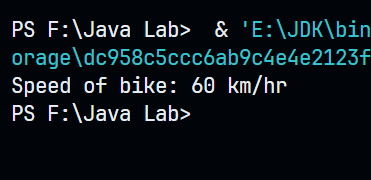 PS F:\Java Lab>  & 'E:\JDK\bin
orage\dc958c5ccc6ab9c4e4e2123f
Speed of bike: 60 km/hr
PS F:\Java Lab>